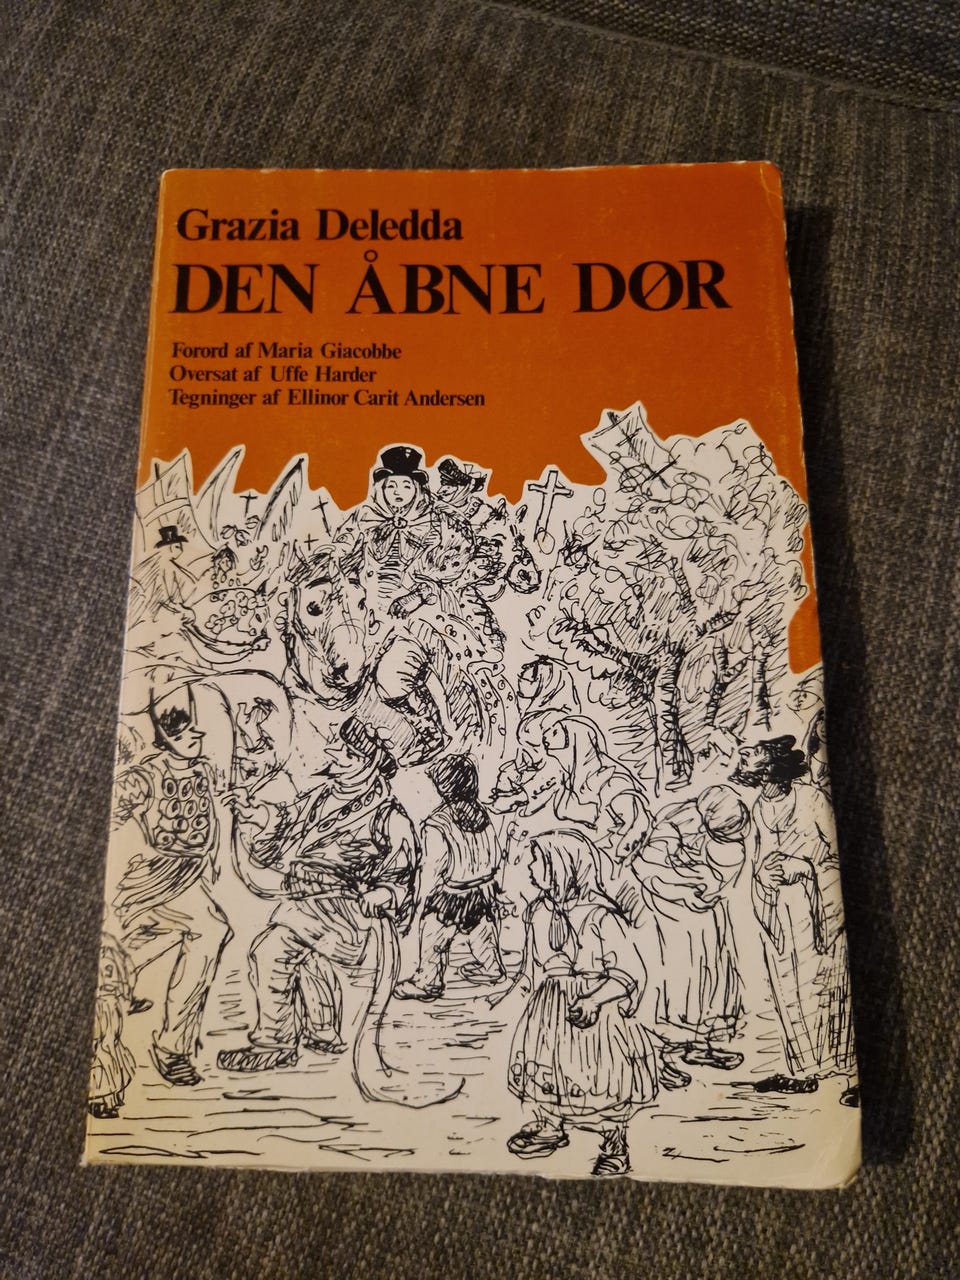 Grazia Deledda
DEN ÅBNE DØR
Forord af Maria Giacobbe
Oversat af Uffe Harder
Tegninger af Ellinor Carit Andersen